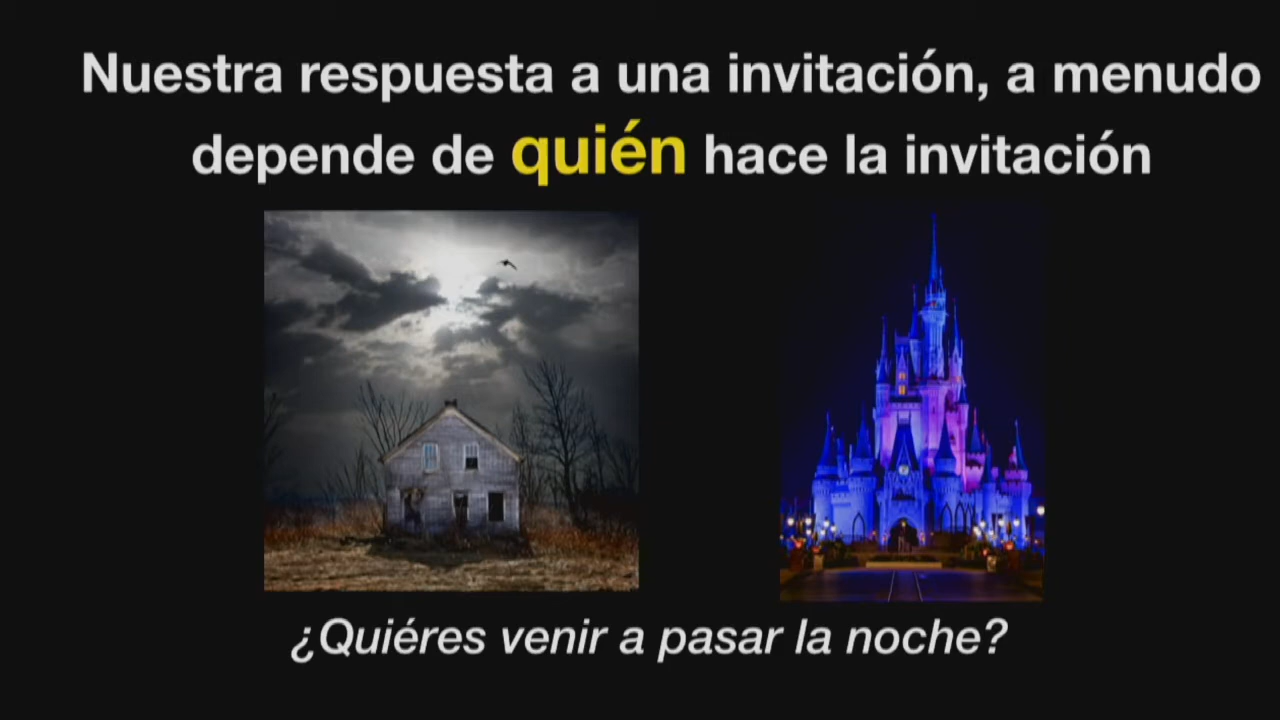 Nuestra respuesta a una invitación, a menudo
depende de quién hace la invitación
¿Quiéres venir a pasar la noche?